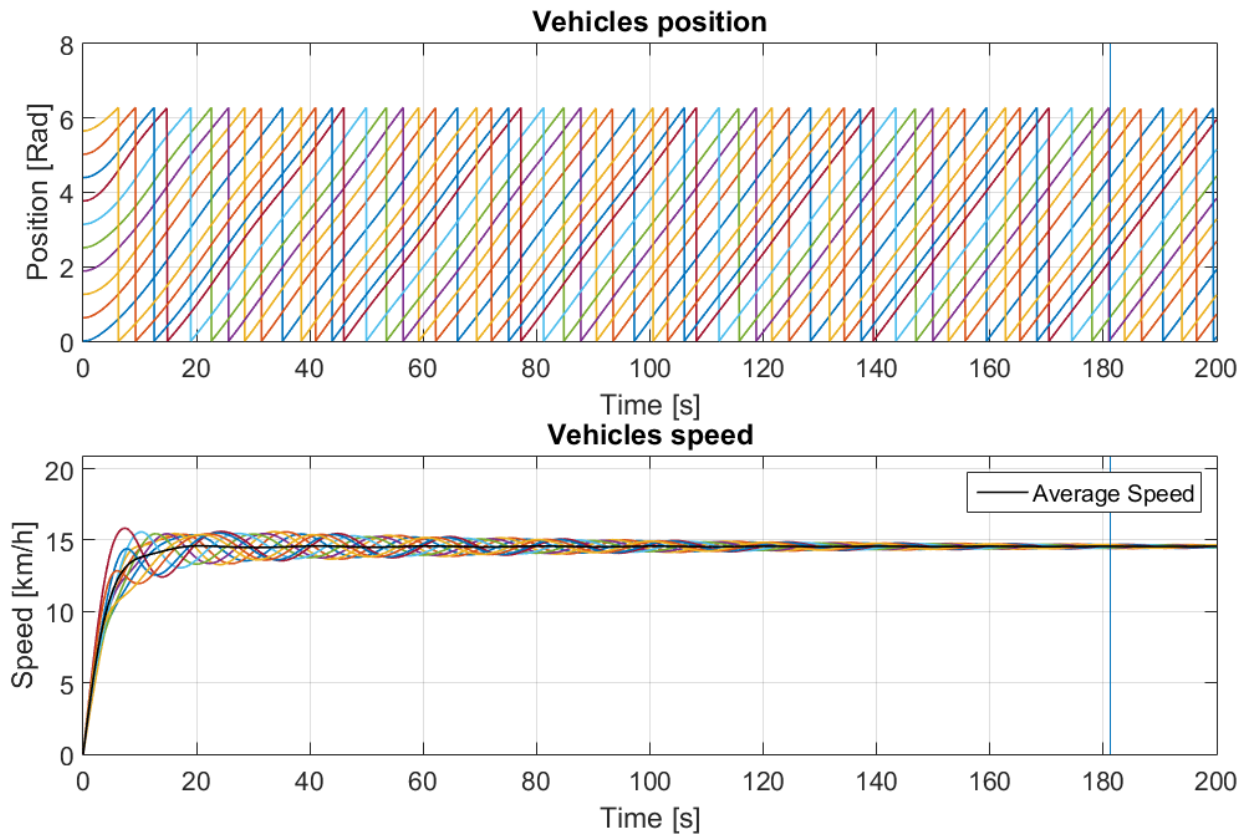 Vehicles position
8
6
4
2
0
Position [Rad]
0 20 40 60 80 100 120 140 160 180 200
Time [s]
Vehicles speed
20
15
10
5
0
Speed [km/h]
Average Speed
0 20 40 60 80 100 120 140 160 180 200
Time [s]